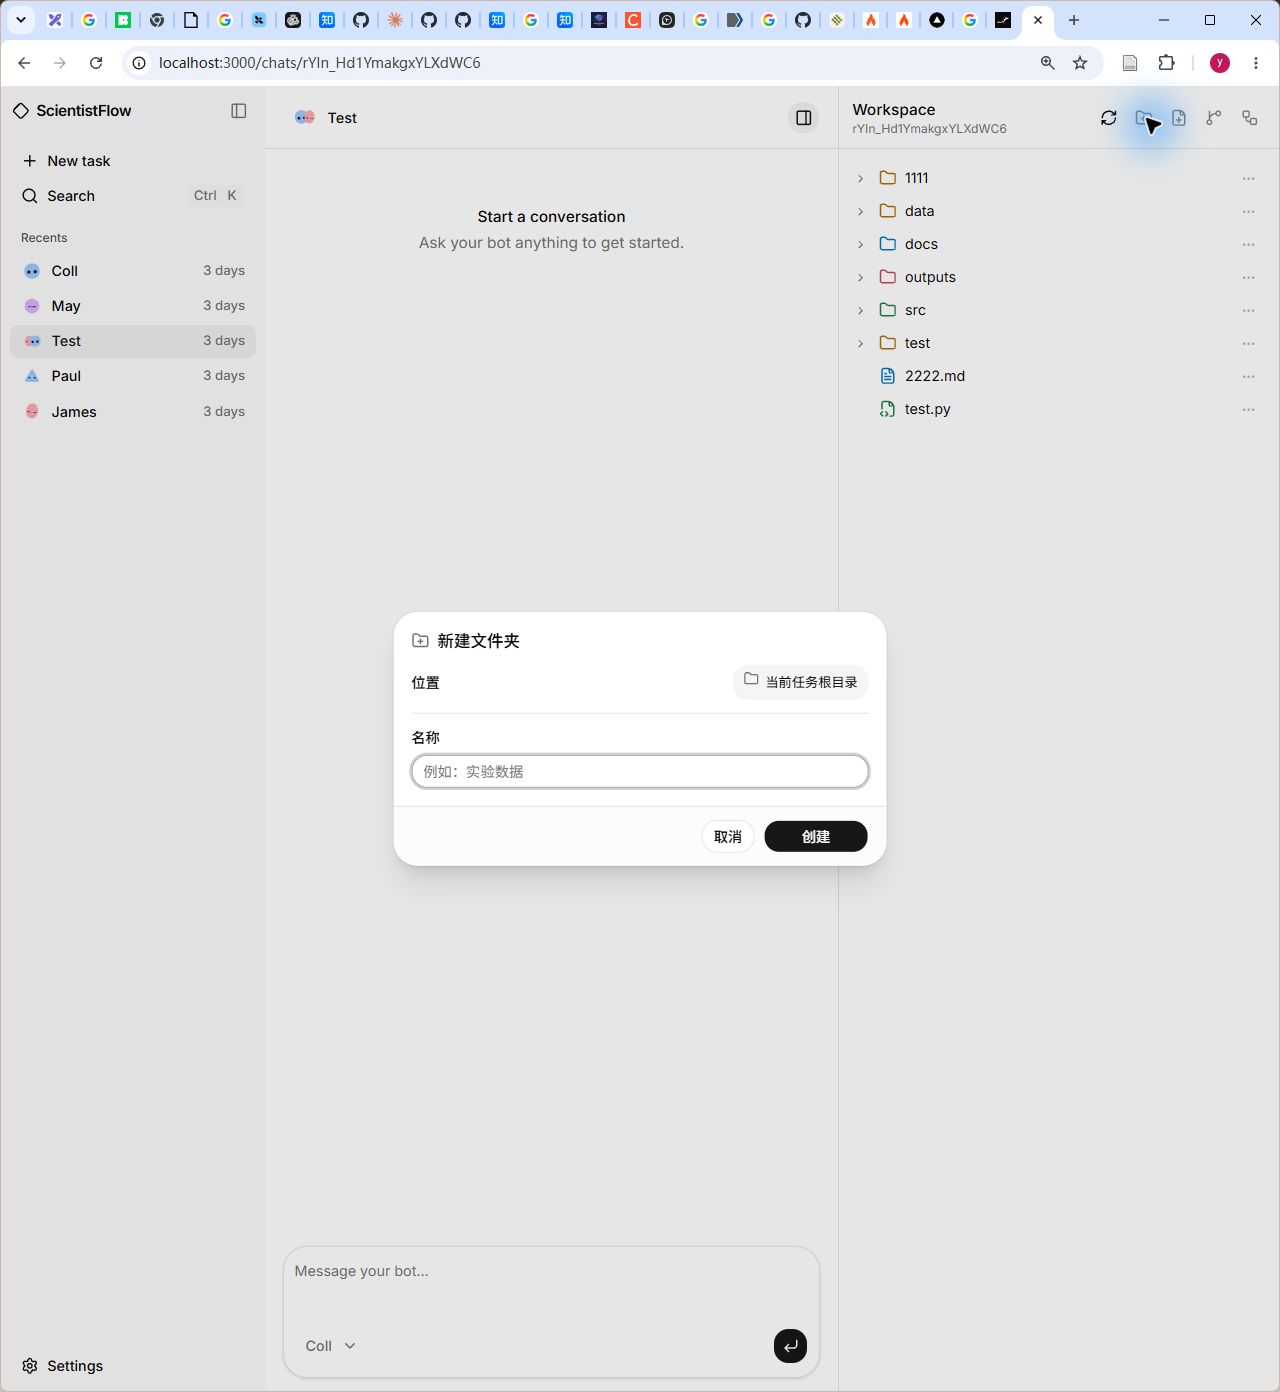 localhost:3000/chats/rYln_Hd1YmakgxYLXdWC6
y
ScientistFlow
New task
Search Ctrl K
Recents
Coll 3 days
May 3 days
Test 3 days
Paul 3 days
James 3 days
Settings
Test
Start a conversation
Ask your bot anything to get started.
Message your bot...
Coll
Workspace
rYln_Hd1YmakgxYLXdWC6
1111
data
docs
outputs
src
test
2222.md
test.py
新建文件夹
位置 当前任务根目录
名称
例如：实验数据
取消 创建